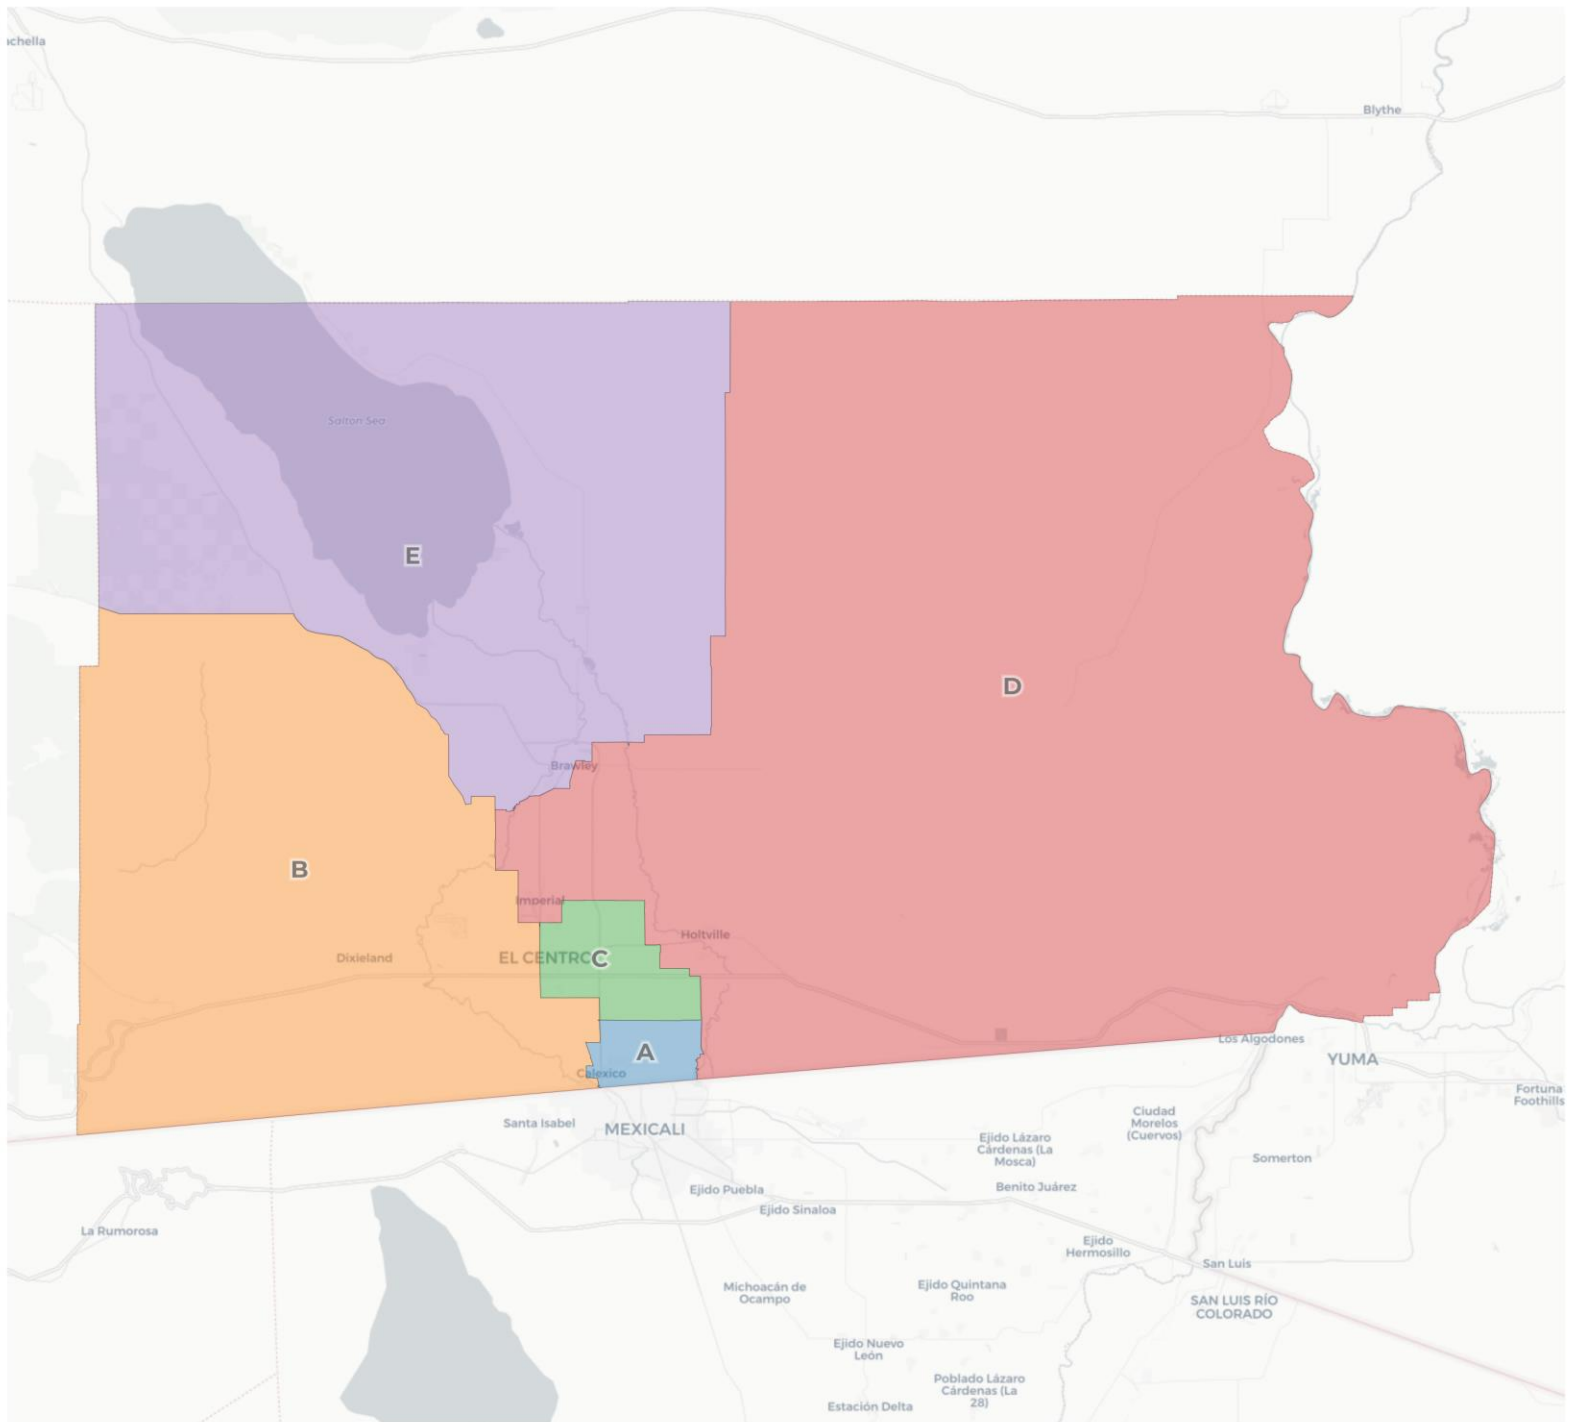 achella
Blythe
Salton Sea
E
D
Brawley
B
Imperial
Holtville
Dixieland
EL CENTRO
C
A
Calexico
Los Algodones
YUMA
Fortuna
Foothills
Santa Isabel
MEXICALI
Ciudad
Morelos
(Cuervos)
Ejido Lázaro
Cárdenas (La
Mosca)
Somerton
Ejido Puebla
Benito Juárez
Ejido Sinaloa
La Rumorosa
Ejido
Hermosillo
San Luis
Michoacán de
Ocampo
Ejido Quintana
Roo
SAN LUIS RÍO
COLORADO
Ejido Nuevo
León
Poblado Lázaro
Cárdenas (La
28)
Estación Delta